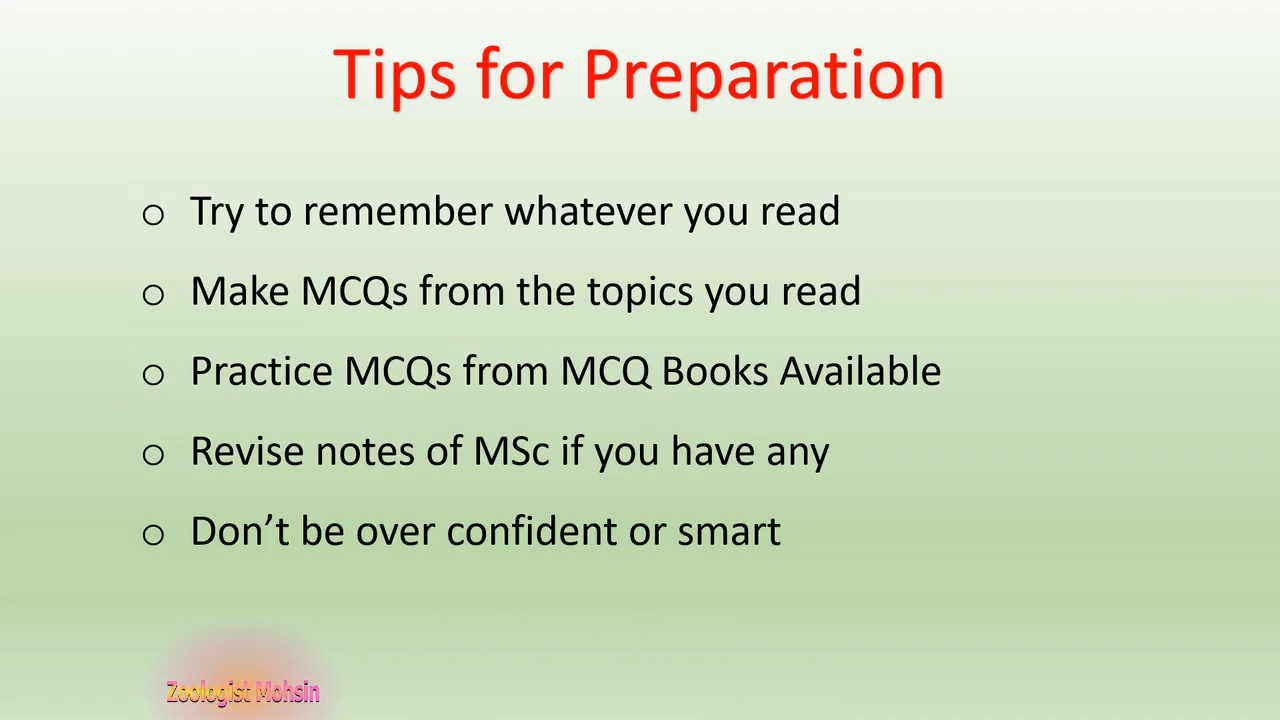 Tips for Preparation
o Try to remember whatever you read
o Make MCQs from the topics you read
o Practice MCQs from MCQ Books Available
o Revise notes of MSc if you have any
o Don’t be over confident or smart
Zoologist Mohsin